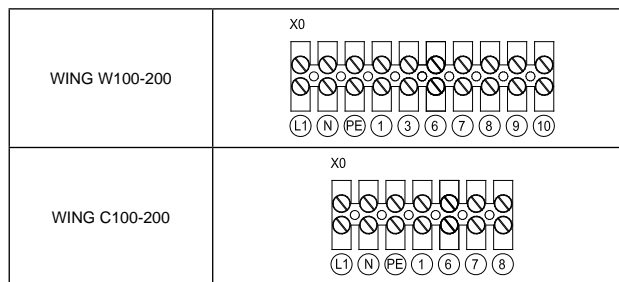 X0
WING W100-200
L1 N PE 1 3 6 7 8 9 10
X0
WING C100-200
L1 N PE 1 6 7 8